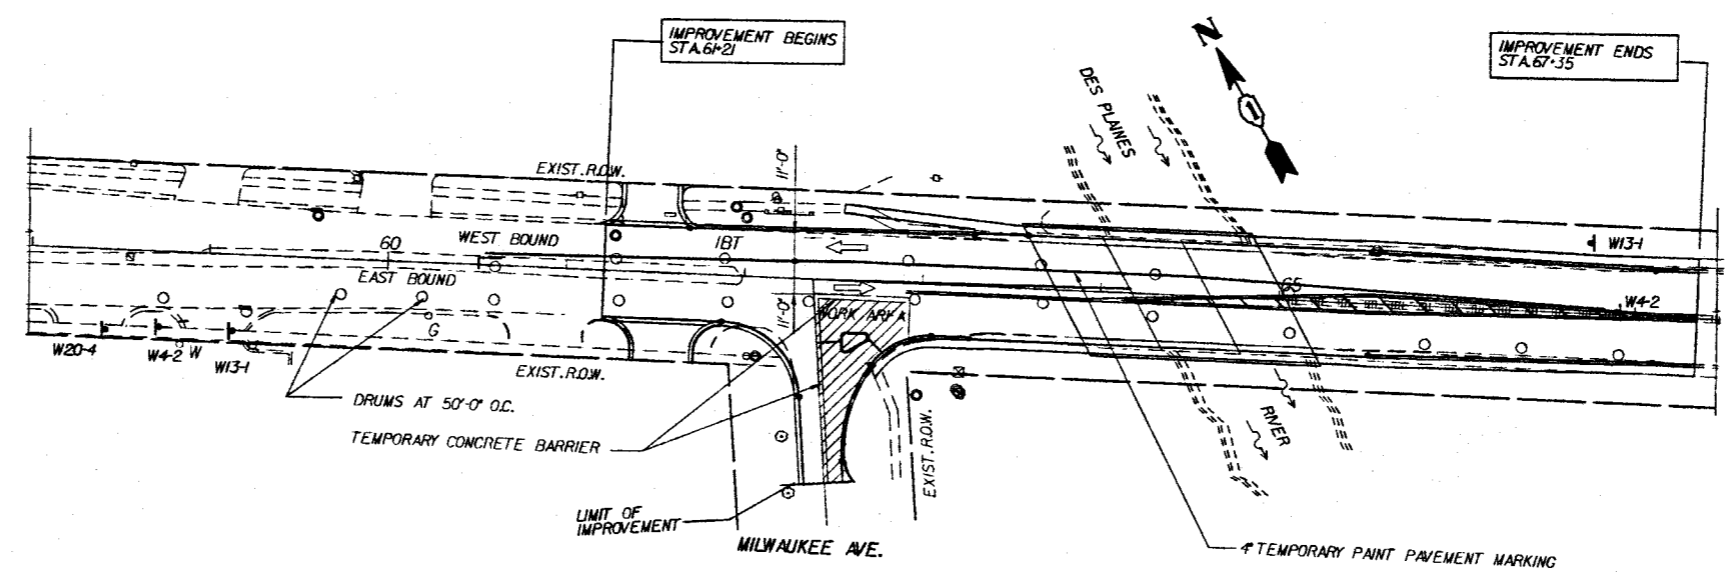 IMPROVEMENT BEGINS
STA.61+21
N
1
IMPROVEMENT ENDS
STA.67+35
DES PLAINES
EXIST. R.O.W.
11'-0"
60
WEST BOUND
1BT
W13-1
EAST BOUND
65
W4-2
11'-0"
WORK AREA
G
W20-4
W4-2
W
W13-1
EXIST. R.O.W.
DRUMS AT 50'-0" O.C.
TEMPORARY CONCRETE BARRIER
EXIST. R.O.W.
RIVER
LIMIT OF
IMPROVEMENT
MILWAUKEE AVE.
4" TEMPORARY PAINT PAVEMENT MARKING